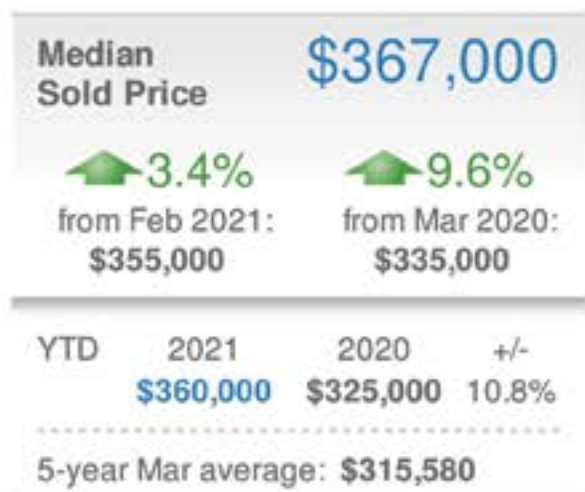 Median
Sold Price
$367,000
3.4%
9.6%
from Feb 2021:
from Mar 2020:
$355,000
$335,000
YTD 2021 2020 +/-
$360,000 $325,000 10.8%
5-year Mar average: $315,580